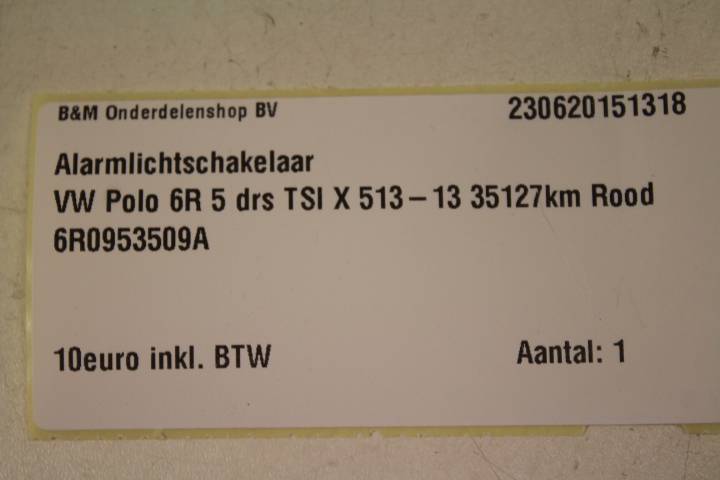 B&M Onderdelenshop BV 230620151318
Alarmlichtschakelaar
VW Polo 6R 5 drs TSI X 513-13 35127km Rood
6R0953509A
10euro inkl. BTW Aantal: 1